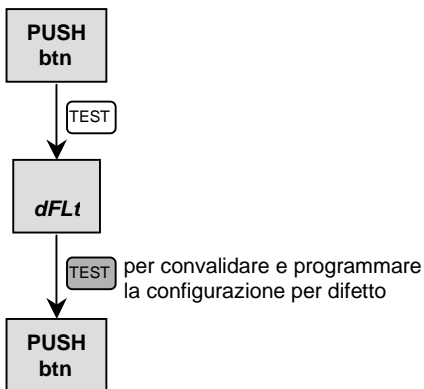 PUSH
btn
TEST
dFLt
TEST per convalidare e programmare
la configurazione per difetto
PUSH
btn